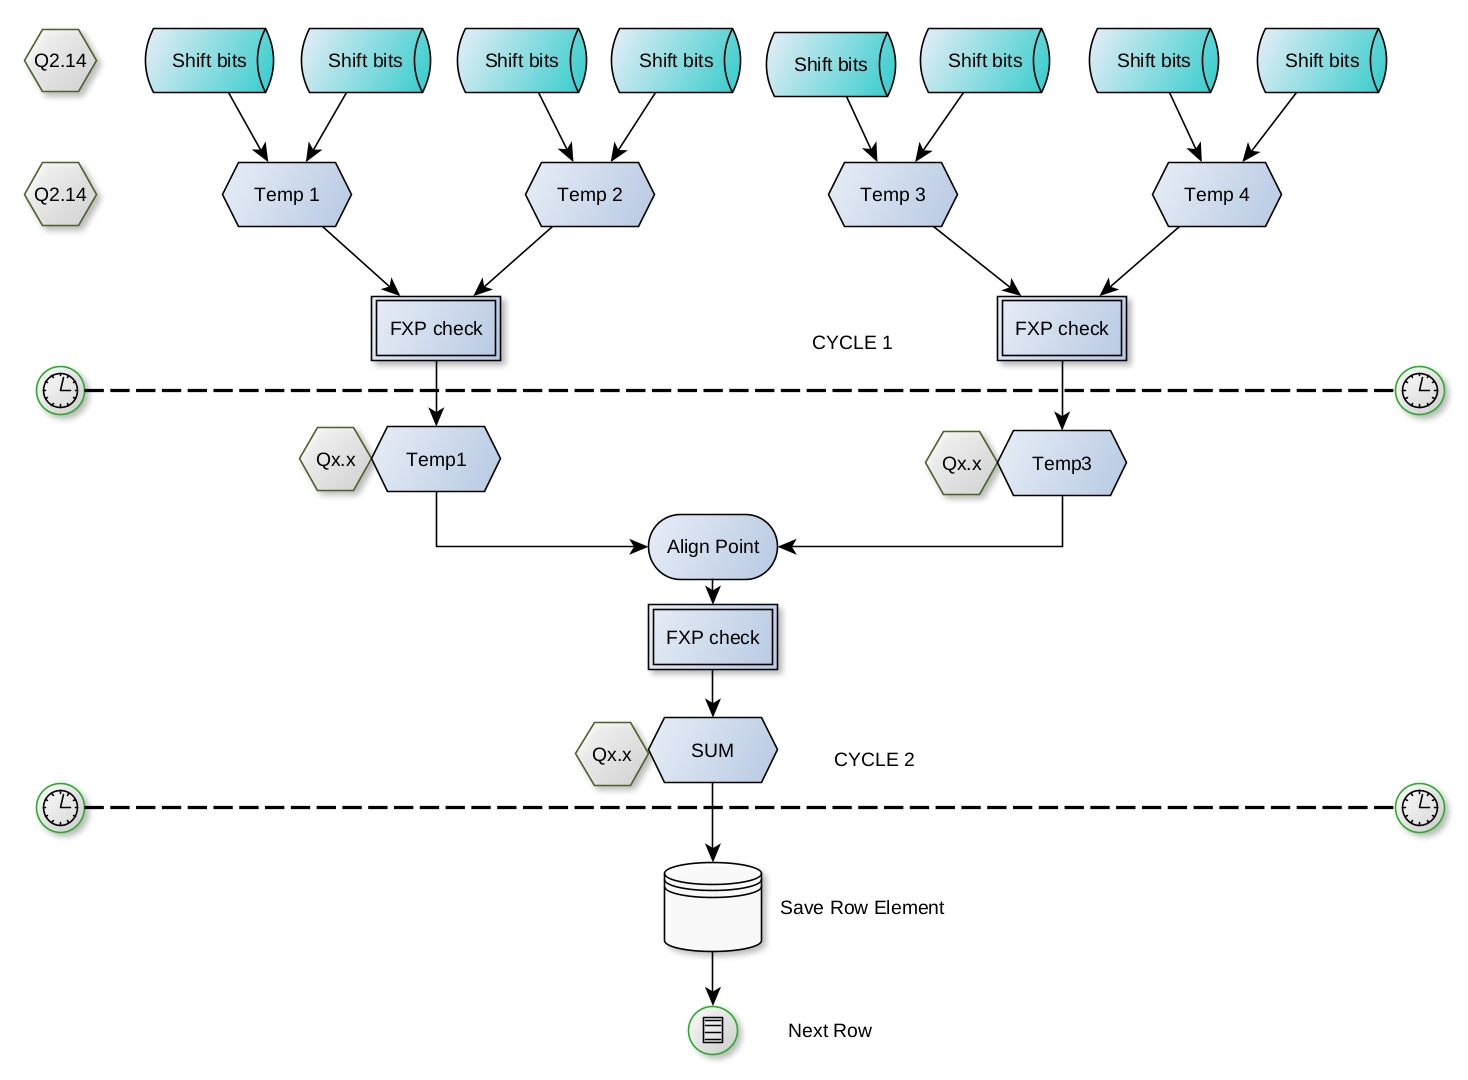 Q2.14
Shift bits
Shift bits
Shift bits
Shift bits
Shift bits
Shift bits
Shift bits
Shift bits
Q2.14
Temp 1
Temp 2
Temp 3
Temp 4
FXP check
FXP check
CYCLE 1
Qx.x
Temp1
Qx.x
Temp3
Align Point
FXP check
Qx.x
SUM
CYCLE 2
Save Row Element
Next Row